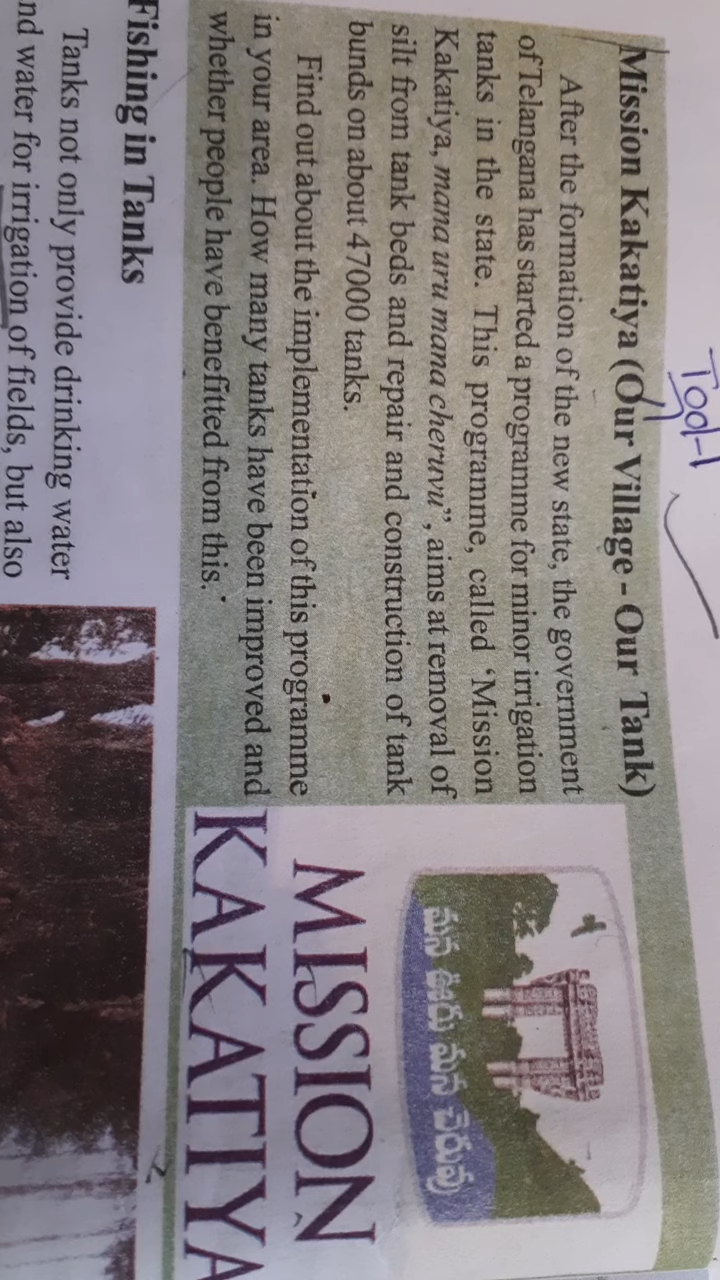 Tool-1
Mission Kakatiya (Our Village - Our Tank)
After the formation of the new state, the government
of Telangana has started a programme for minor irrigation
tanks in the state. This programme, called ‘Mission
Kakatiya, mana uru mana cheruvu”, aims at removal of
silt from tank beds and repair and construction of tank
bunds on about 47000 tanks.
Find out about the implementation of this programme
in your area. How many tanks have been improved and
whether people have benefitted from this.
మన ఊరు మన చెరువు
MISSION
KAKATIYA
Fishing in Tanks
Tanks not only provide drinking water
nd water for irrigation of fields, but also